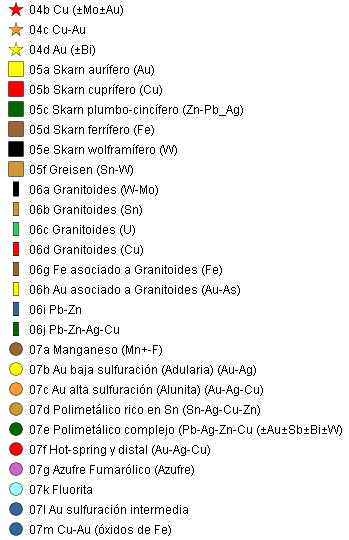 04b Cu (±Mo±Au)
04c Cu-Au
04d Au (±Bi)
05a Skarn aurífero (Au)
05b Skarn cuprífero (Cu)
05c Skarn plumbo-cincífero (Zn-Pb_Ag)
05d Skarn ferrífero (Fe)
05e Skarn wolframífero (W)
05f Greisen (Sn-W)
06a Granitoides (W-Mo)
06b Granitoides (Sn)
06c Granitoides (U)
06d Granitoides (Cu)
06g Fe asociado a Granitoides (Fe)
06h Au asociado a Granitoides (Au-As)
06i Pb-Zn
06j Pb-Zn-Ag-Cu
07a Manganeso (Mn+-F)
07b Au baja sulfuración (Adularia) (Au-Ag)
07c Au alta sulfuración (Alunita) (Au-Ag-Cu)
07d Polimetálico rico en Sn (Sn-Ag-Cu-Zn)
07e Polimetálico complejo (Pb-Ag-Zn-Cu (±Au±Sb±Bi±W)
07f Hot-spring y distal (Au-Ag-Cu)
07g Azufre Fumarólico (Azufre)
07k Fluorita
07l Au sulfuración intermedia
07m Cu-Au (óxidos de Fe)